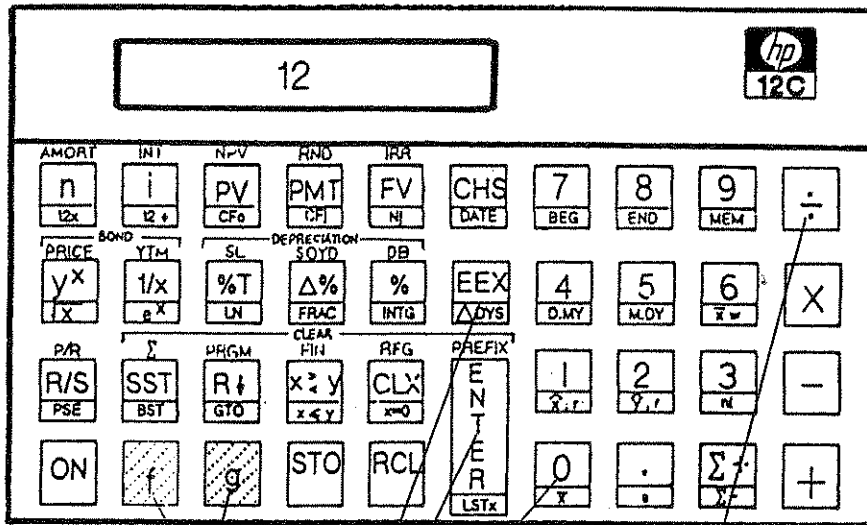 12
hp
12C
AMORT INT NPV RND IRR
n i PV PMT FV CHS 7 8 9 ÷
12x 12÷ CFo CFj Nj DATE BEG END MEM
BOND DEPRECIATION
PRICE YTM SL SOYD DB
y^x 1/x %T Δ% % EEX 4 5 6 X
√x e^x LN FRAC INTG ΔDYS D.MY M.DY x̄w
CLEAR
P/R Σ PRGM FIN RFG PREFIX
R/S SST R↓ x≷y CLX ENTER 1 2 3 −
PSE BST GTO x≤y x=0 x̂,r ŷ,r n!
ON f g STO RCL 0 . Σ+ +
LSTx x̄ s Σ-